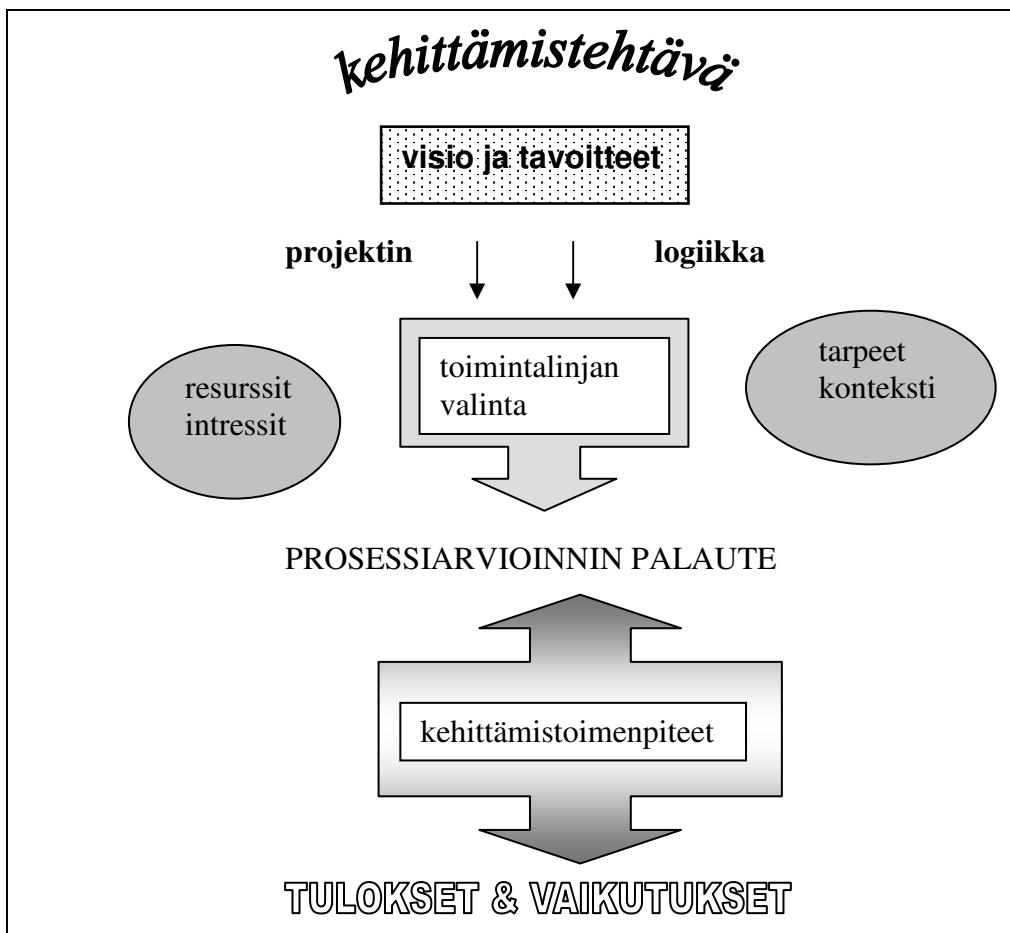 kehittämistehtävä
visio ja tavoitteet
projektin logiikka
resurssit
intressit
toimintalinjan
valinta
tarpeet
konteksti
PROSESSIARVIOINNIN PALAUTE
kehittämistoimenpiteet
TULOKSET & VAIKUTUKSET